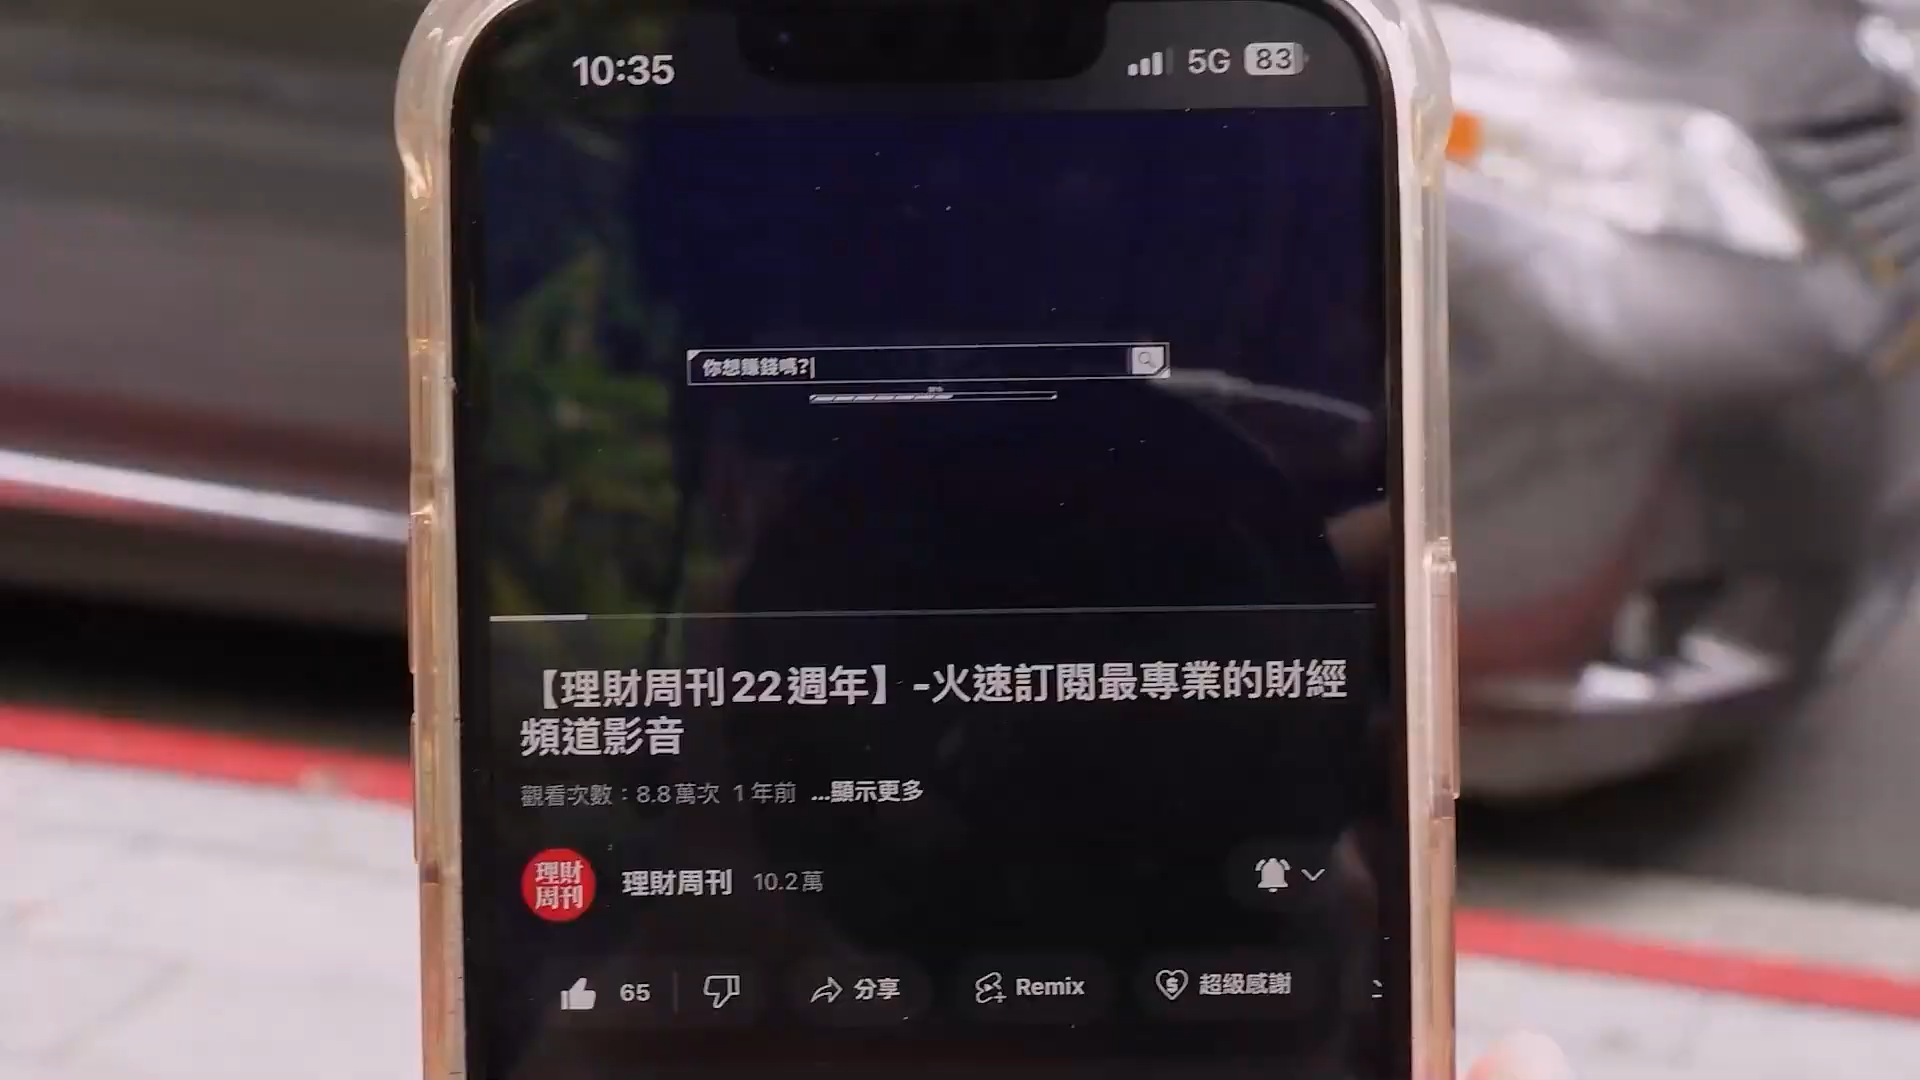 10:35
5G 83
你想賺錢嗎?
【理財周刊22週年】-火速訂閱最專業的財經
頻道影音
觀看次數：8.8萬次 1年前 ...顯示更多
理財
周刊
理財周刊 10.2萬
65 分享 Remix 超級感謝